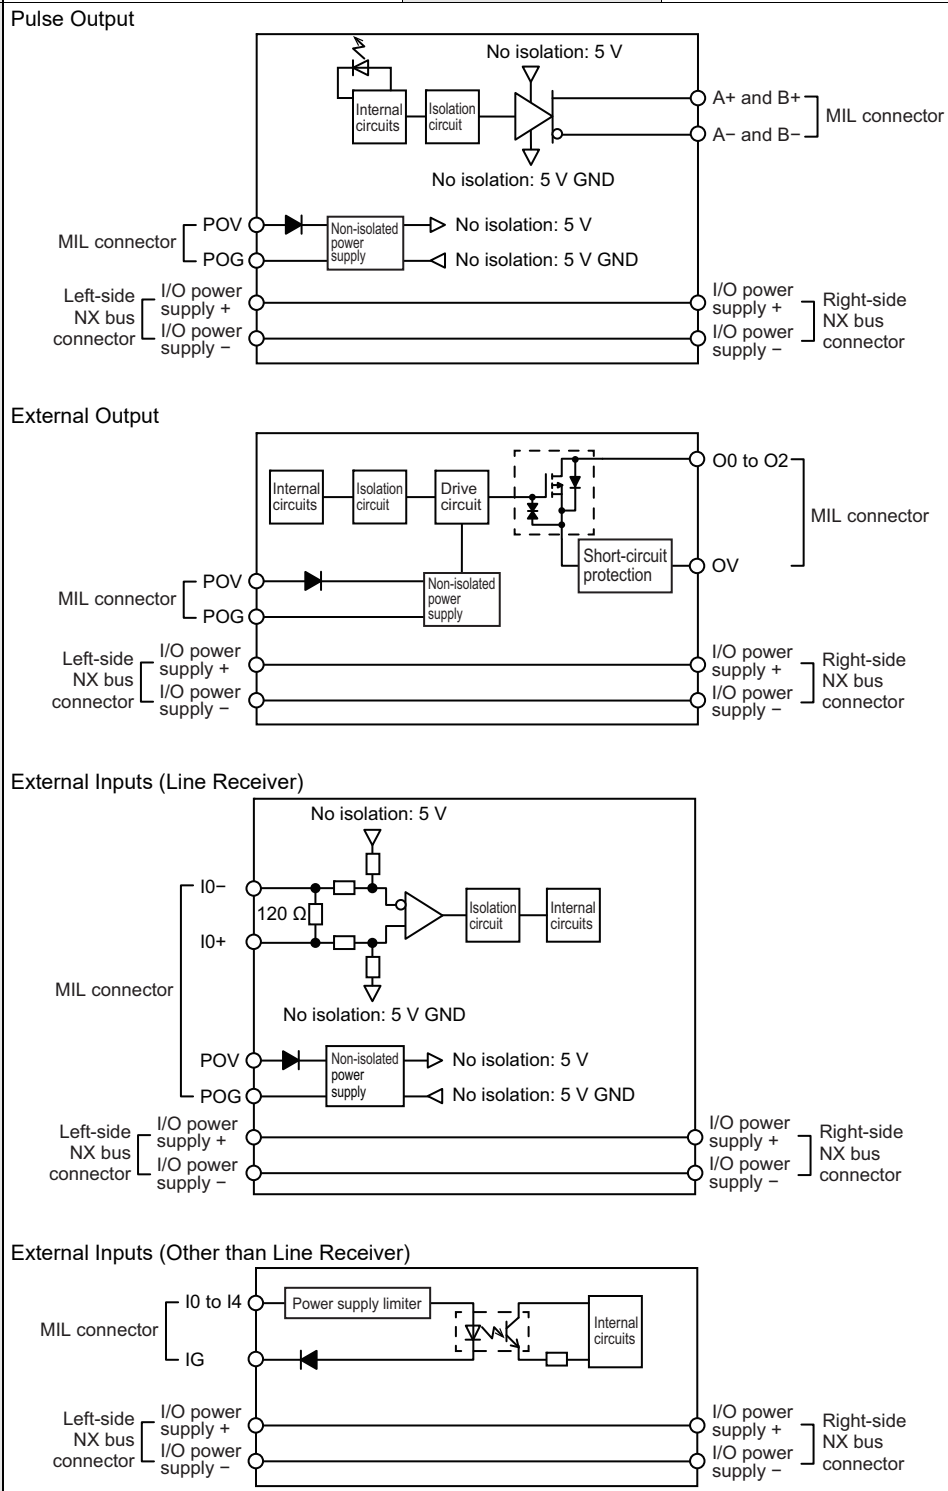 Pulse Output
No isolation: 5 V
Internal
circuits
Isolation
circuit
A+ and B+
A− and B−
MIL connector
No isolation: 5 V GND
MIL connector
POV
POG
Non-isolated
power
supply
No isolation: 5 V
No isolation: 5 V GND
Left-side
NX bus
connector
I/O power
supply +
I/O power
supply −
I/O power
supply +
I/O power
supply −
Right-side
NX bus
connector
External Output
Internal
circuits
Isolation
circuit
Drive
circuit
O0 to O2
MIL connector
Short-circuit
protection
OV
MIL connector
POV
POG
Non-isolated
power
supply
Left-side
NX bus
connector
I/O power
supply +
I/O power
supply −
I/O power
supply +
I/O power
supply −
Right-side
NX bus
connector
External Inputs (Line Receiver)
No isolation: 5 V
I0−
120 Ω
I0+
Isolation
circuit
Internal
circuits
MIL connector
No isolation: 5 V GND
POV
POG
Non-isolated
power
supply
No isolation: 5 V
No isolation: 5 V GND
Left-side
NX bus
connector
I/O power
supply +
I/O power
supply −
I/O power
supply +
I/O power
supply −
Right-side
NX bus
connector
External Inputs (Other than Line Receiver)
MIL connector
I0 to I4
IG
Power supply limiter
Internal
circuits
Left-side
NX bus
connector
I/O power
supply +
I/O power
supply −
I/O power
supply +
I/O power
supply −
Right-side
NX bus
connector